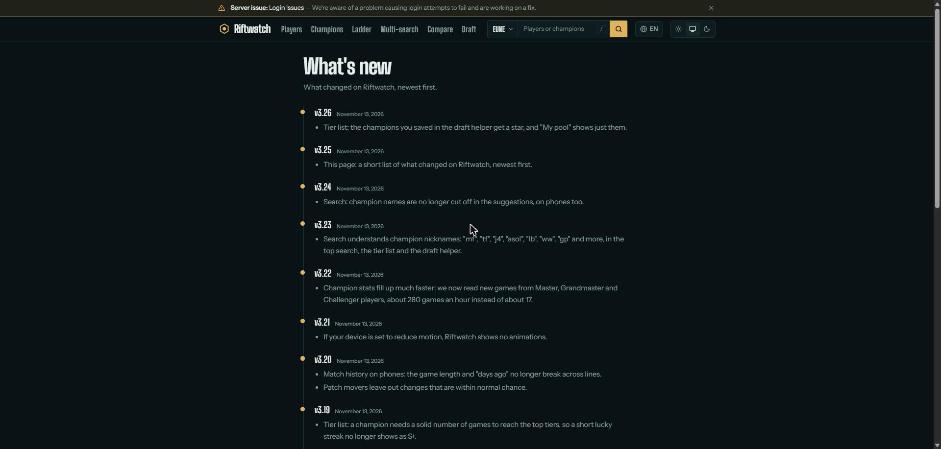 Server issue: Login issues — We're aware of a problem causing login attempts to fail and are working on a fix.
Riftwatch Players Champions Ladder Multi-search Compare Draft EUNE Players or champions / EN
What's new
What changed on Riftwatch, newest first.
v3.26 November 13, 2026
• Tier list: the champions you saved in the draft helper get a star, and "My pool" shows just them.
v3.25 November 13, 2026
• This page: a short list of what changed on Riftwatch, newest first.
v3.24 November 13, 2026
• Search: champion names are no longer cut off in the suggestions, on phones too.
v3.23 November 13, 2026
• Search understands champion nicknames: "mf", "tf", "j4", "asol", "lb", "ww", "gp" and more, in the
top search, the tier list and the draft helper.
v3.22 November 13, 2026
• Champion stats fill up much faster: we now read new games from Master, Grandmaster and
Challenger players, about 280 games an hour instead of about 17.
v3.21 November 13, 2026
• If your device is set to reduce motion, Riftwatch shows no animations.
v3.20 November 13, 2026
• Match history on phones: the game length and "days ago" no longer break across lines.
• Patch movers leave out changes that are within normal chance.
v3.19 November 13, 2026
• Tier list: a champion needs a solid number of games to reach the top tiers, so a short lucky
streak no longer shows as S+.